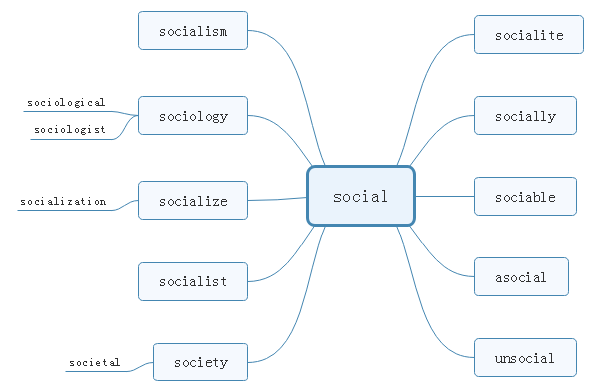 socialism
sociological
sociologist
sociology
socialization
socialize
socialist
societal
society
social
socialite
socially
sociable
asocial
unsocial